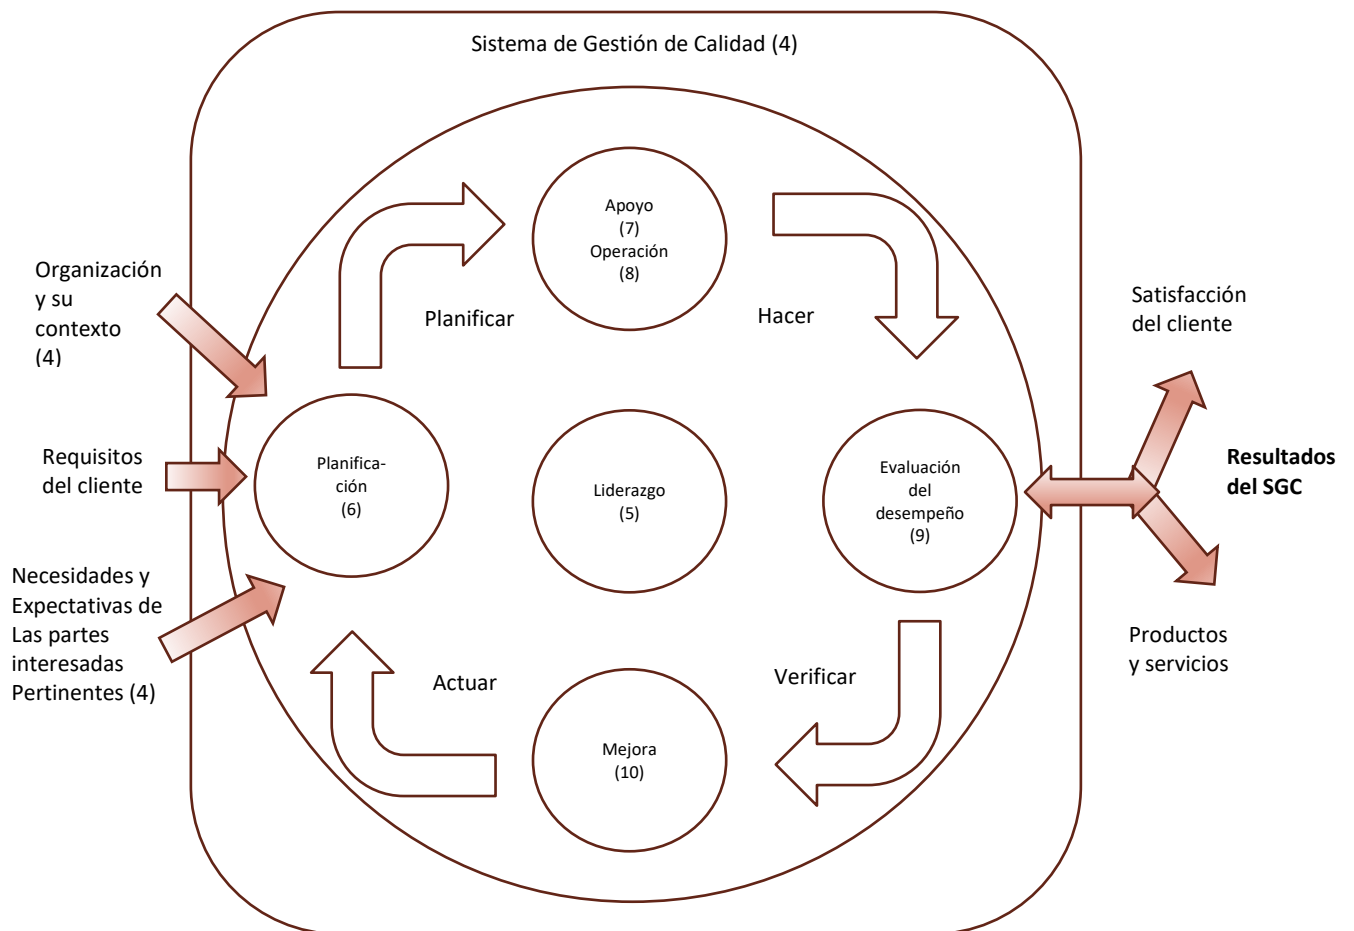 Sistema de Gestión de Calidad (4)
Organización
y su
contexto
(4)
Requisitos
del cliente
Necesidades y
Expectativas de
Las partes
interesadas
Pertinentes (4)
Planificar
Apoyo
(7)
Operación
(8)
Hacer
Planifica-
ción
(6)
Liderazgo
(5)
Evaluación
del
desempeño
(9)
Actuar
Mejora
(10)
Verificar
Satisfacción
del cliente
Resultados
del SGC
Productos
y servicios